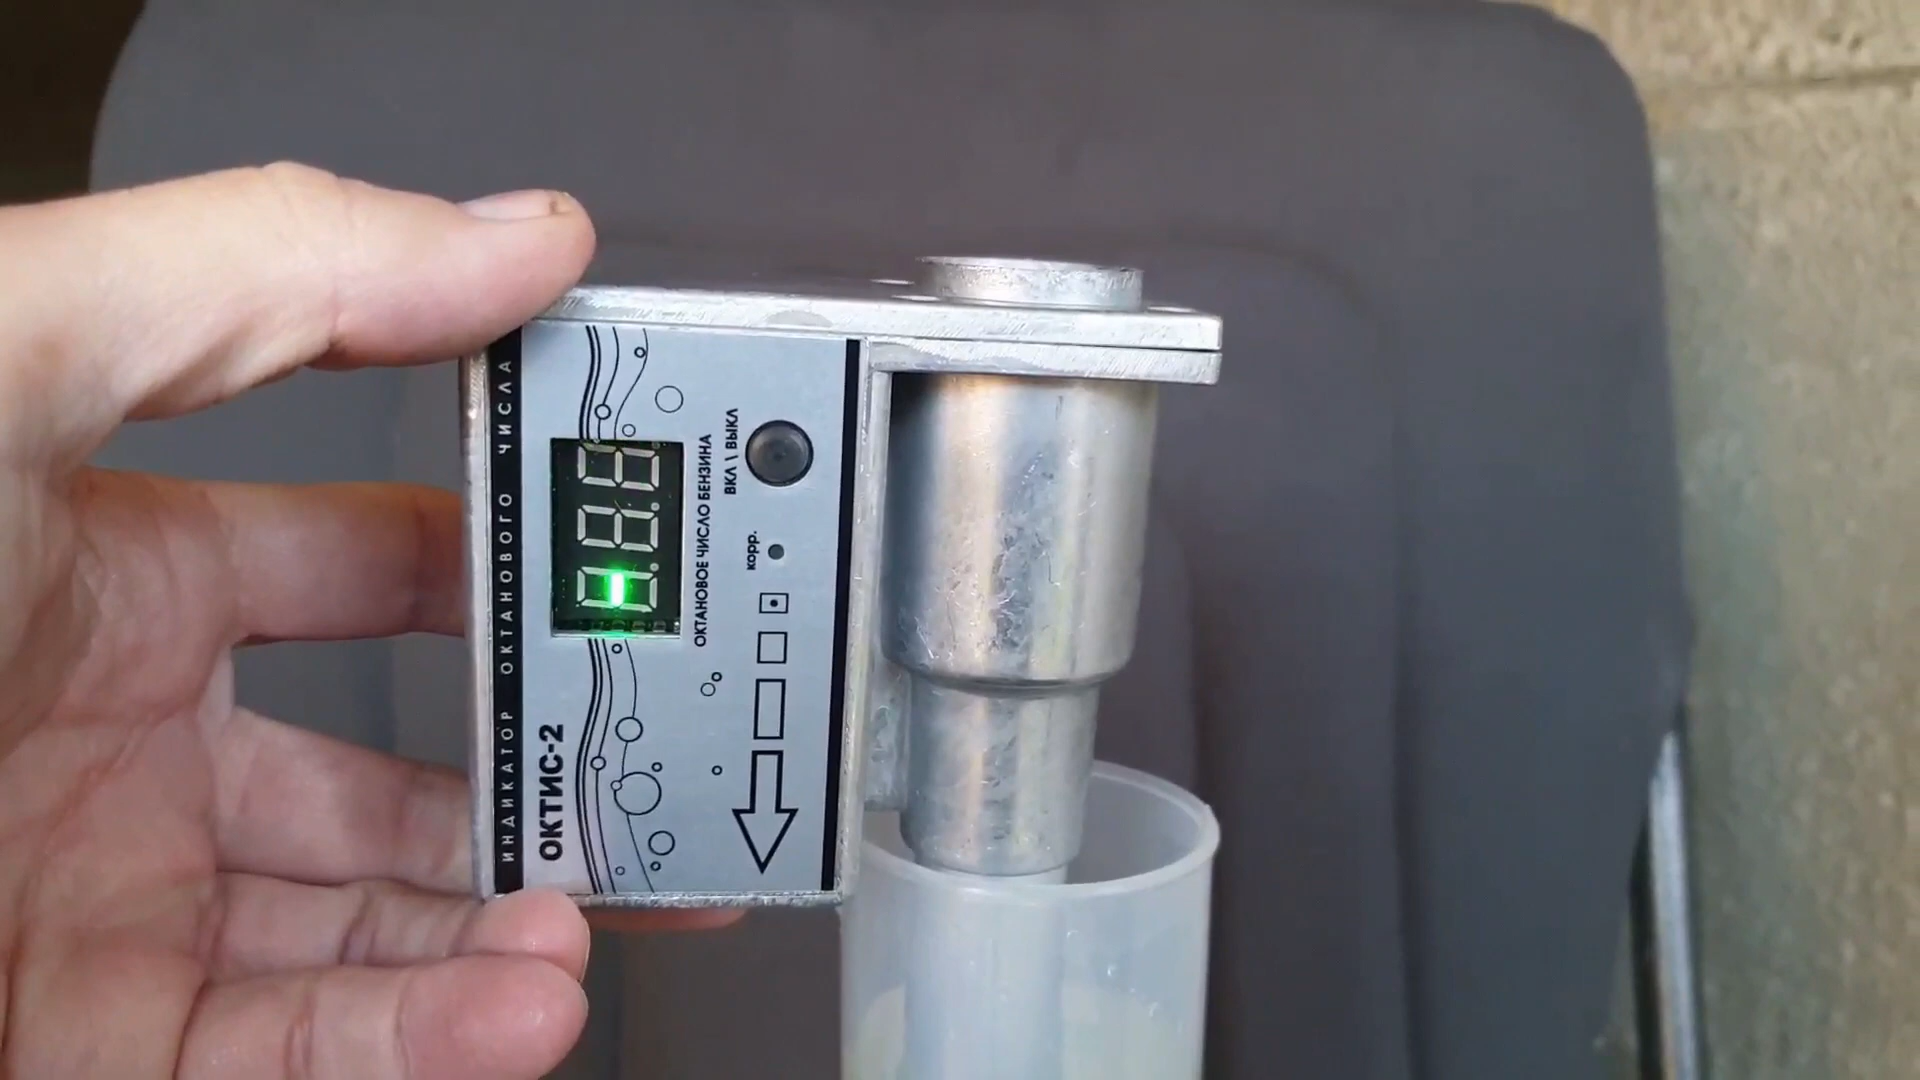 ИНДИКАТОР ОКТАНОВОГО ЧИСЛА
ОКТИС-2
ОКТАНОВОЕ ЧИСЛО БЕНЗИНА
ВКЛ \ ВЫКЛ
корр.